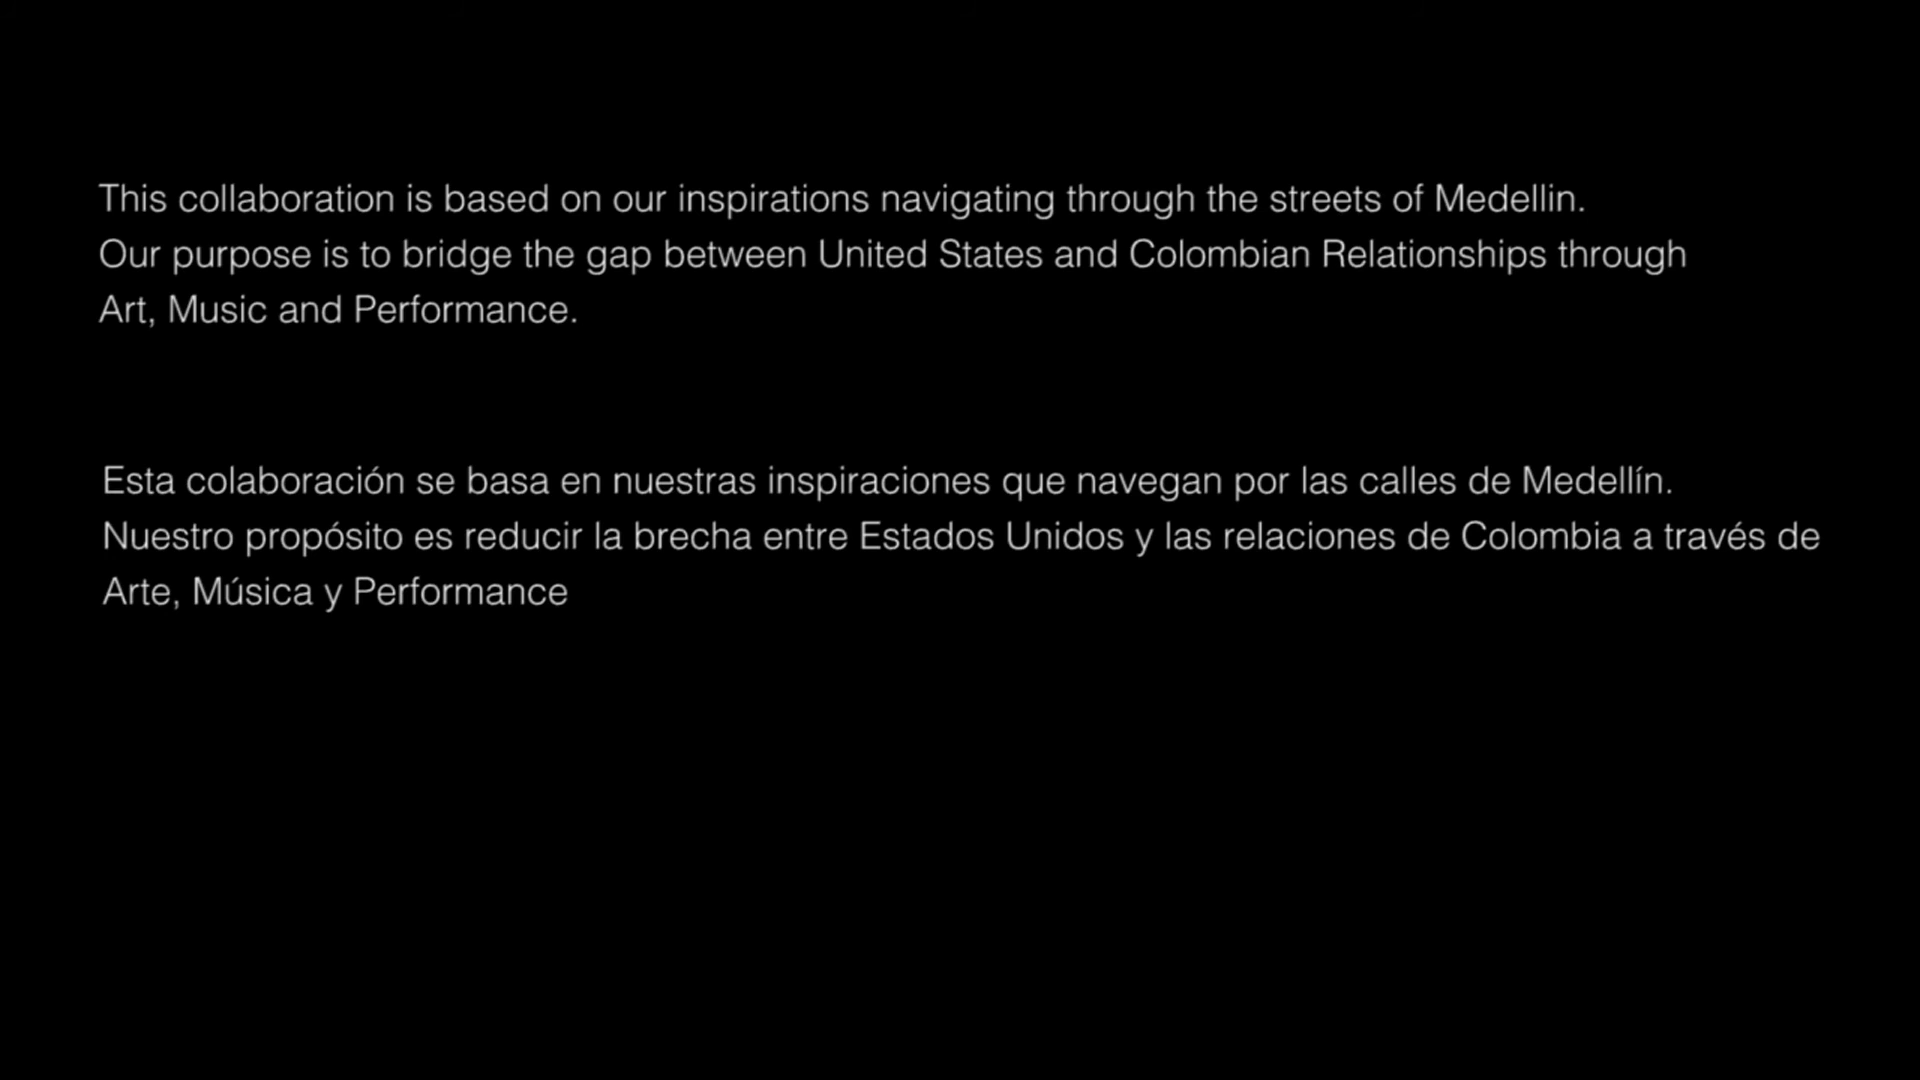 This collaboration is based on our inspirations navigating through the streets of Medellin.
Our purpose is to bridge the gap between United States and Colombian Relationships through
Art, Music and Performance.
Esta colaboración se basa en nuestras inspiraciones que navegan por las calles de Medellín.
Nuestro propósito es reducir la brecha entre Estados Unidos y las relaciones de Colombia a través de
Arte, Música y Performance